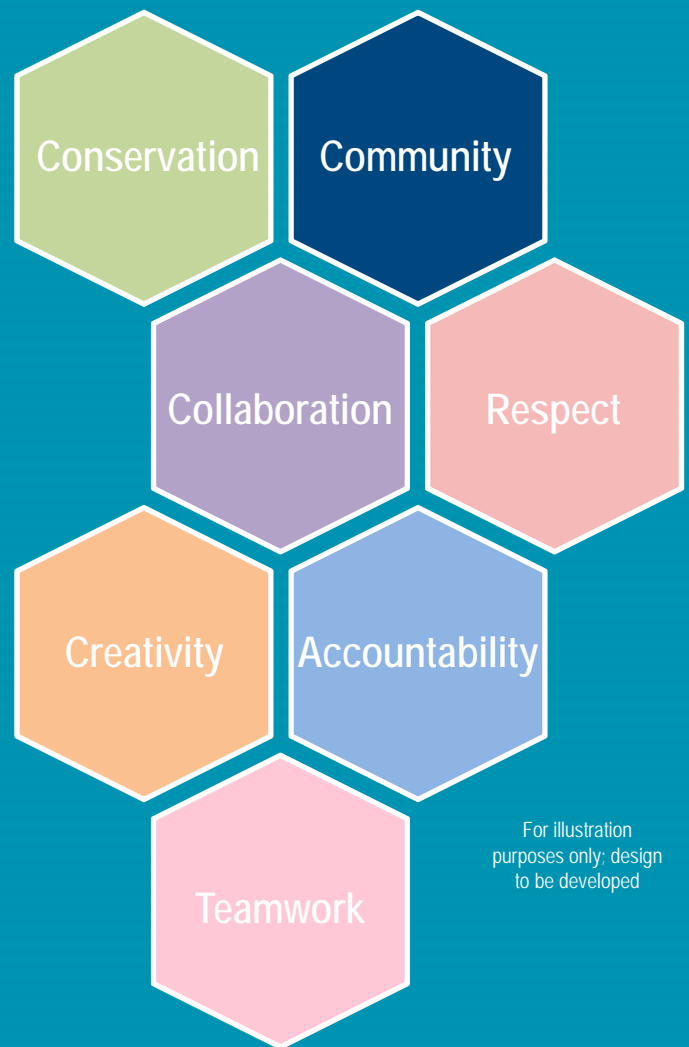 Conservation
Community
Collaboration
Respect
Creativity
Accountability
Teamwork
For illustration
purposes only; design
to be developed